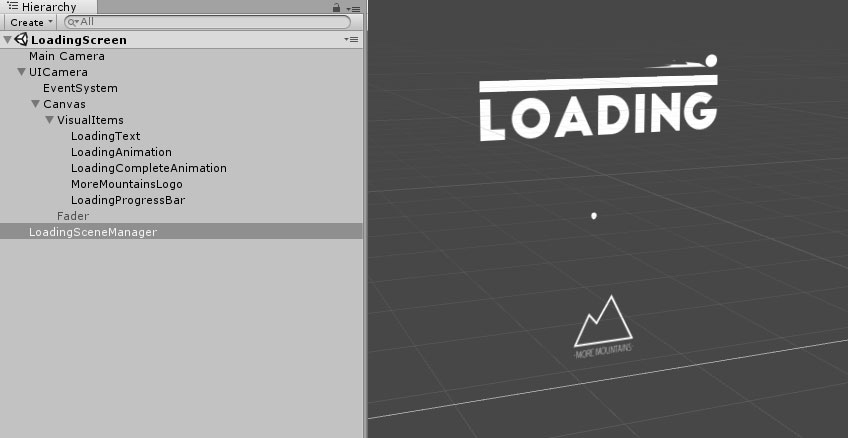 Hierarchy
Create
All
LoadingScreen
Main Camera
UICamera
EventSystem
Canvas
VisualItems
LoadingText
LoadingAnimation
LoadingCompleteAnimation
MoreMountainsLogo
LoadingProgressBar
Fader
LoadingSceneManager
LOADING
-MORE MOUNTAINS-